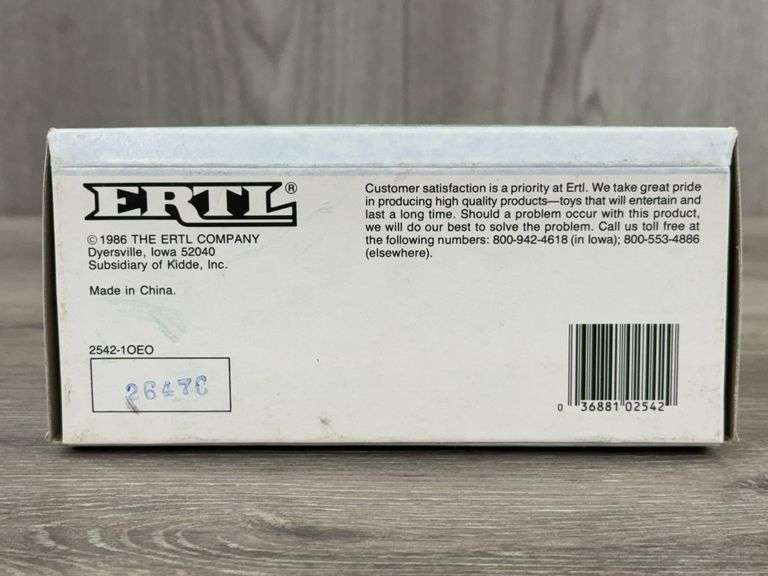 ERTL®
© 1986 THE ERTL COMPANY
Dyersville, Iowa 52040
Subsidiary of Kidde, Inc.
Made in China.
2542-1OEO
Customer satisfaction is a priority at Ertl. We take great pride
in producing high quality products—toys that will entertain and
last a long time. Should a problem occur with this product,
we will do our best to solve the problem. Call us toll free at
the following numbers: 800-942-4618 (in Iowa); 800-553-4886
(elsewhere).
0 36881 02542